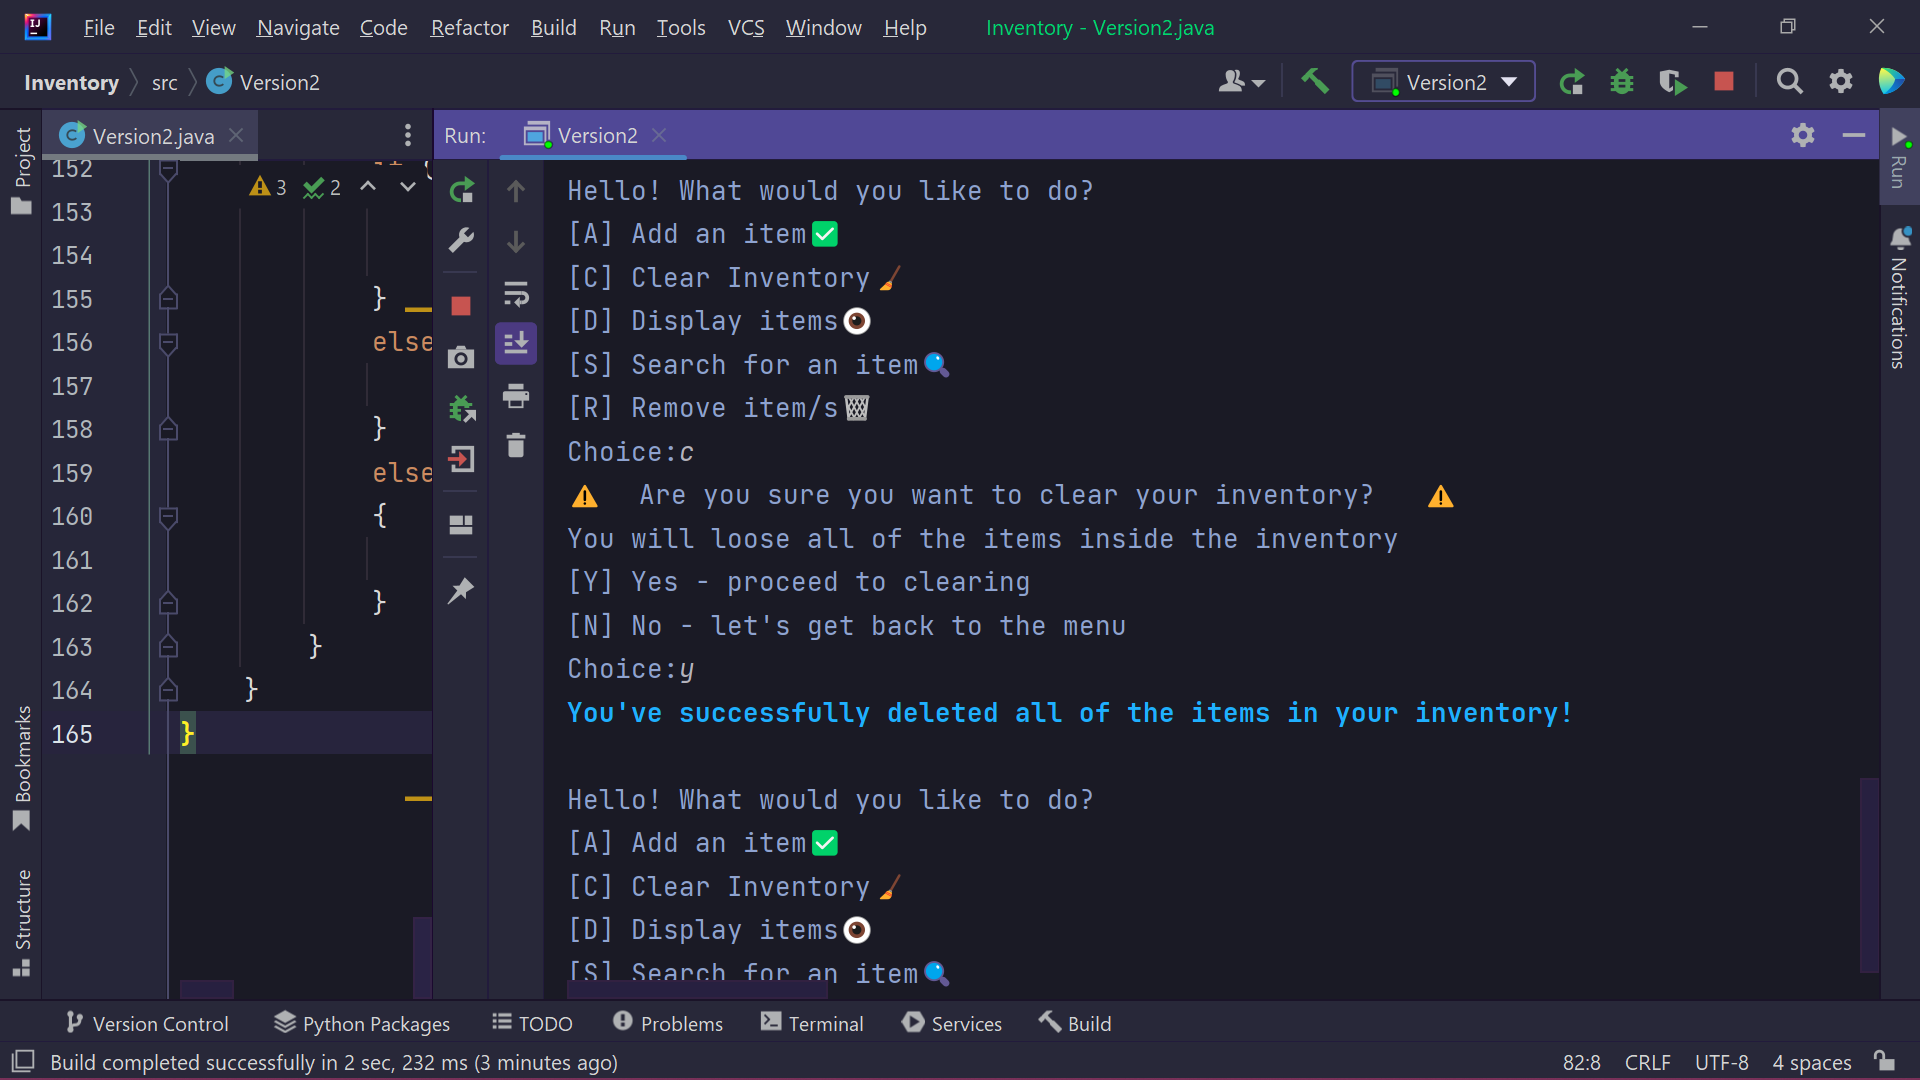 File Edit View Navigate Code Refactor Build Run Tools VCS Window Help Inventory - Version2.java
Inventory src Version2 Version2
Project
Version2.java
Run: Version2
3 2
152
153
154
155 }
156 else
157
158 }
159 else
160 {
161
162 }
163 }
164 }
165 }
Hello! What would you like to do?
[A] Add an item✅
[C] Clear Inventory🖌
[D] Display items👁
[S] Search for an item🔍
[R] Remove item/s🗑
Choice:c
⚠ Are you sure you want to clear your inventory? ⚠
You will loose all of the items inside the inventory
[Y] Yes - proceed to clearing
[N] No - let's get back to the menu
Choice:y
You've successfully deleted all of the items in your inventory!
Hello! What would you like to do?
[A] Add an item✅
[C] Clear Inventory🖌
[D] Display items👁
[S] Search for an item🔍
Run
Notifications
Bookmarks
Structure
Version Control Python Packages TODO Problems Terminal Services Build
Build completed successfully in 2 sec, 232 ms (3 minutes ago) 82:8 CRLF UTF-8 4 spaces